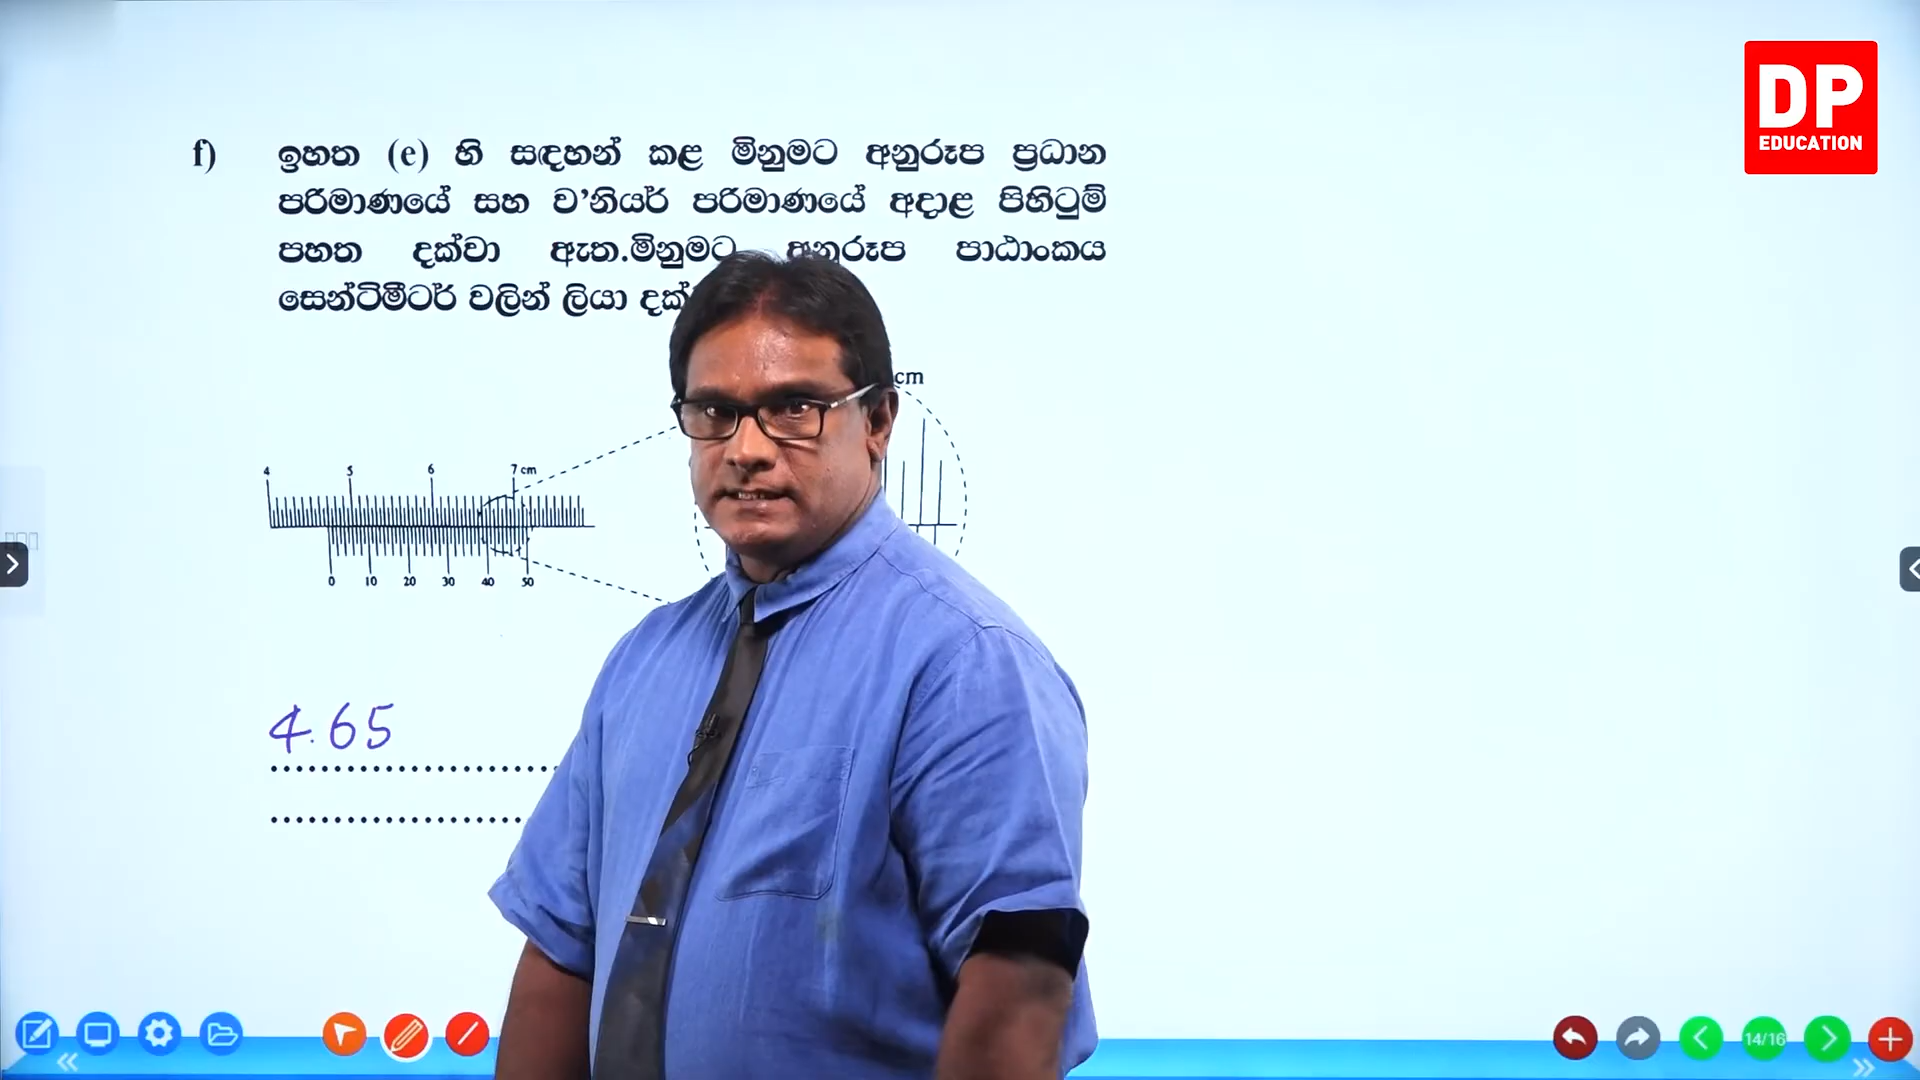 DP
EDUCATION
f) ඉහත (e) හි සඳහන් කළ මිනුමට අනුරූප ප්‍රධාන
පරිමාණයේ සහ ව’නියර් පරිමාණයේ අදාළ පිහිටුම්
පහත දක්වා ඇත.මිනුමට අනුරූප පාඨාංකය
සෙන්ටිමීටර් වලින් ලියා
cm
4 5 6 7 cm
0 10 20 30 40 50
4.65
14/16